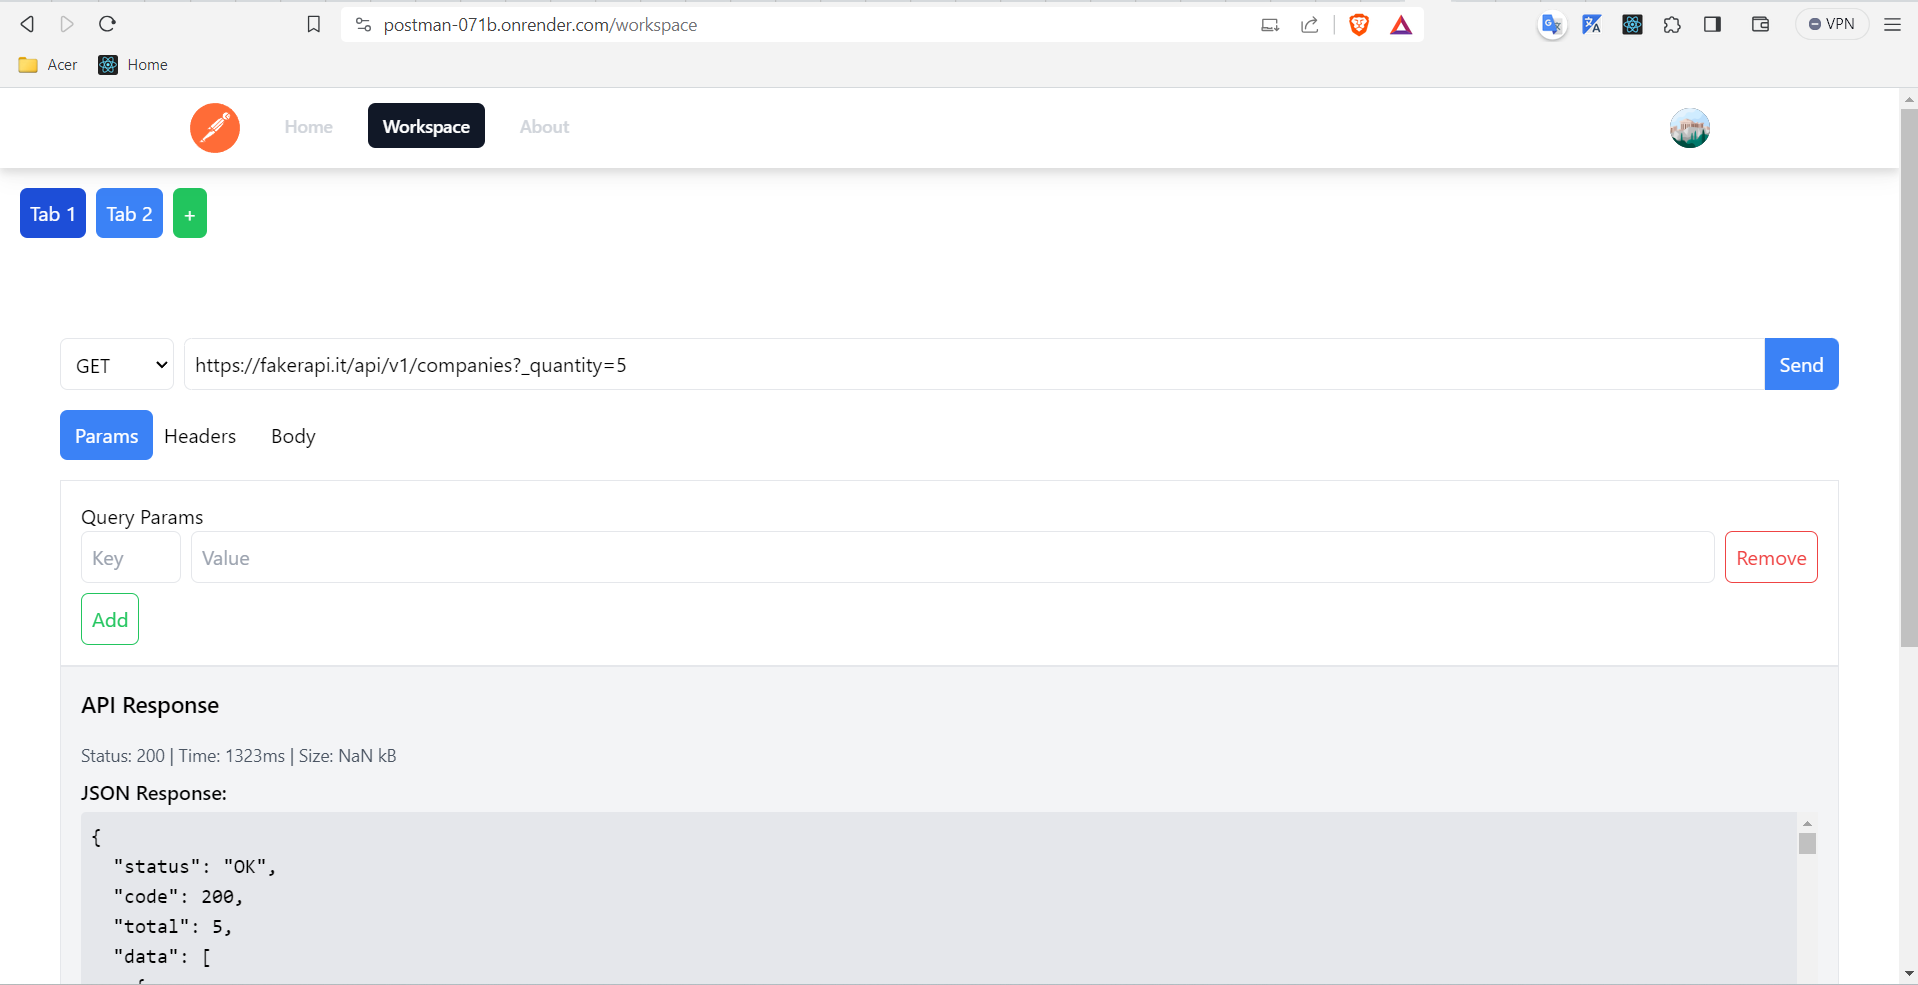 postman-071b.onrender.com/workspace
VPN
Acer
Home
Home
Workspace
About
Tab 1
Tab 2
+
GET
https://fakerapi.it/api/v1/companies?_quantity=5
Send
Params
Headers
Body
Query Params
Key
Value
Remove
Add
API Response
Status: 200 | Time: 1323ms | Size: NaN kB
JSON Response:
{
"status": "OK",
"code": 200,
"total": 5,
"data": [
{